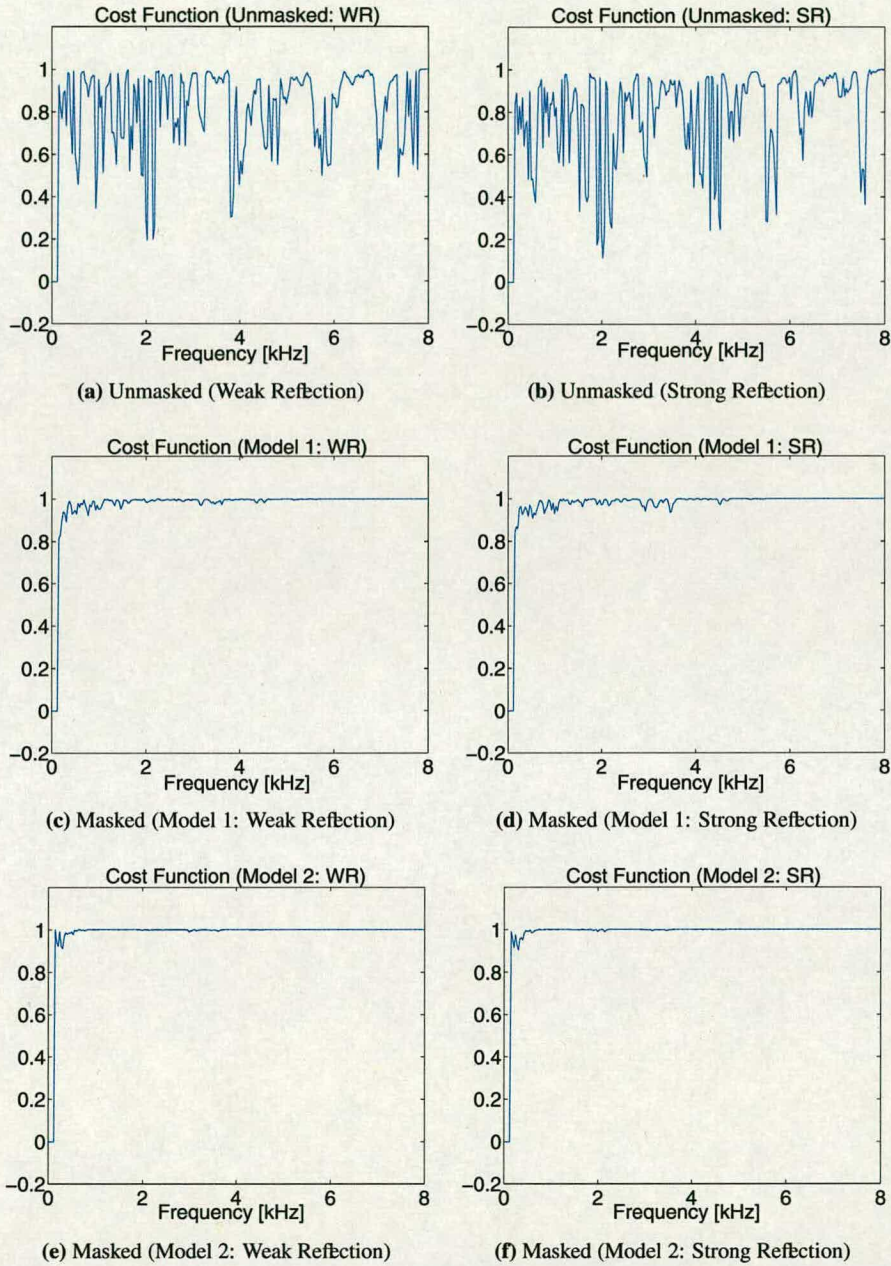 Cost Function (Unmasked: WR)
1
0.8
0.6
0.4
0.2
0
−0.2
0 2 4 6 8
Frequency [kHz]
(a) Unmasked (Weak Reflection)
Cost Function (Unmasked: SR)
1
0.8
0.6
0.4
0.2
0
−0.2
0 2 4 6 8
Frequency [kHz]
(b) Unmasked (Strong Reflection)
Cost Function (Model 1: WR)
1
0.8
0.6
0.4
0.2
0
−0.2
0 2 4 6 8
Frequency [kHz]
(c) Masked (Model 1: Weak Reflection)
Cost Function (Model 1: SR)
1
0.8
0.6
0.4
0.2
0
−0.2
0 2 4 6 8
Frequency [kHz]
(d) Masked (Model 1: Strong Reflection)
Cost Function (Model 2: WR)
1
0.8
0.6
0.4
0.2
0
−0.2
0 2 4 6 8
Frequency [kHz]
(e) Masked (Model 2: Weak Reflection)
Cost Function (Model 2: SR)
1
0.8
0.6
0.4
0.2
0
−0.2
0 2 4 6 8
Frequency [kHz]
(f) Masked (Model 2: Strong Reflection)